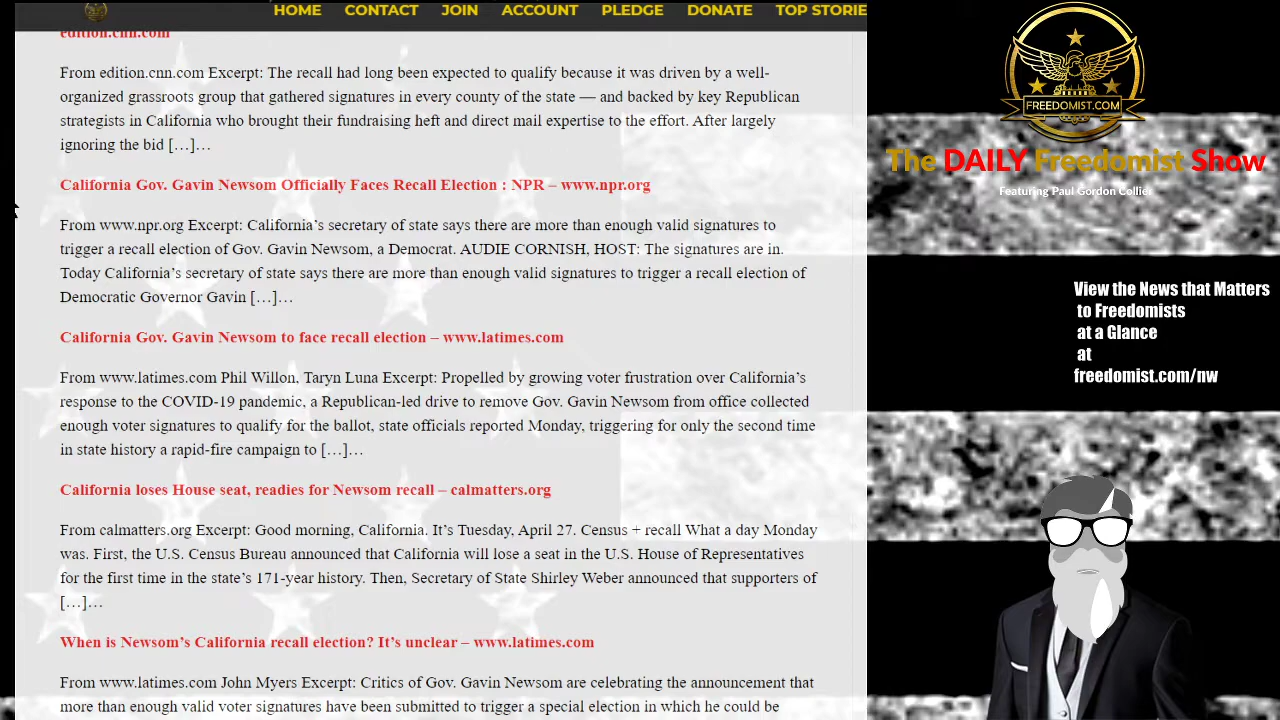 HOME CONTACT JOIN ACCOUNT PLEDGE DONATE TOP STORIE
edition.cnn.com
From edition.cnn.com Excerpt: The recall had long been expected to qualify because it was driven by a well-
organized grassroots group that gathered signatures in every county of the state — and backed by key Republican
strategists in California who brought their fundraising heft and direct mail expertise to the effort. After largely
ignoring the bid […]…
California Gov. Gavin Newsom Officially Faces Recall Election : NPR – www.npr.org
From www.npr.org Excerpt: California’s secretary of state says there are more than enough valid signatures to
trigger a recall election of Gov. Gavin Newsom, a Democrat. AUDIE CORNISH, HOST: The signatures are in.
Today California’s secretary of state says there are more than enough valid signatures to trigger a recall election of
Democratic Governor Gavin […]…
California Gov. Gavin Newsom to face recall election – www.latimes.com
From www.latimes.com Phil Willon, Taryn Luna Excerpt: Propelled by growing voter frustration over California’s
response to the COVID-19 pandemic, a Republican-led drive to remove Gov. Gavin Newsom from office collected
enough voter signatures to qualify for the ballot, state officials reported Monday, triggering for only the second time
in state history a rapid-fire campaign to […]…
California loses House seat, readies for Newsom recall – calmatters.org
From calmatters.org Excerpt: Good morning, California. It’s Tuesday, April 27. Census + recall What a day Monday
was. First, the U.S. Census Bureau announced that California will lose a seat in the U.S. House of Representatives
for the first time in the state’s 171-year history. Then, Secretary of State Shirley Weber announced that supporters of
[…]…
When is Newsom’s California recall election? It’s unclear – www.latimes.com
From www.latimes.com John Myers Excerpt: Critics of Gov. Gavin Newsom are celebrating the announcement that
more than enough valid voter signatures have been submitted to trigger a special election in which he could be
FREEDOMIST.COM
The DAILY Freedomist Show
Featuring Paul Gordon Collier
View the News that Matters
to Freedomists
at a Glance
at
freedomist.com/nw